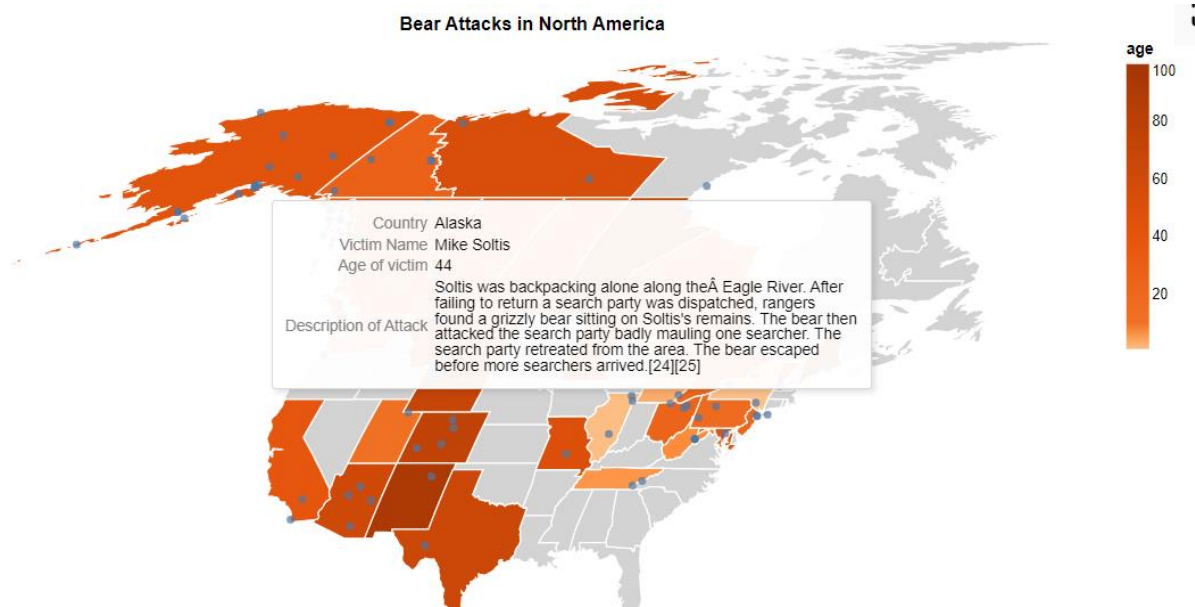 Bear Attacks in North America
age
100
80
60
40
20
Country Alaska
Victim Name Mike Soltis
Age of victim 44
Description of Attack Soltis was backpacking alone along theÂ Eagle River. After
failing to return a search party was dispatched, rangers
found a grizzly bear sitting on Soltis's remains. The bear then
attacked the search party badly mauling one searcher. The
search party retreated from the area. The bear escaped
before more searchers arrived.[24][25]